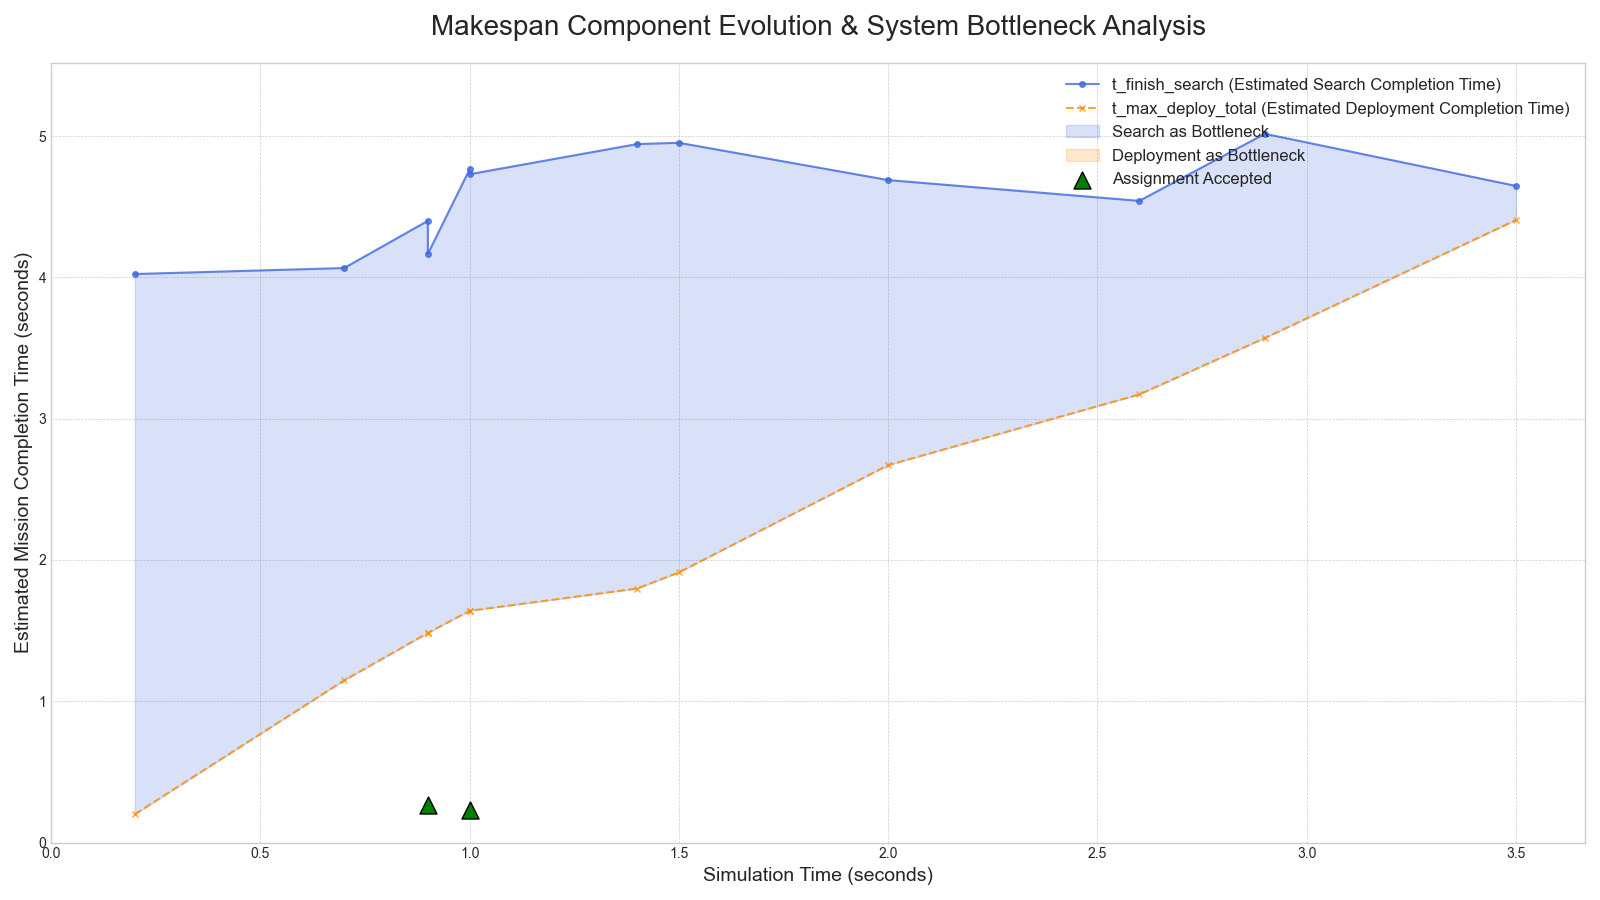 Makespan Component Evolution & System Bottleneck Analysis
t_finish_search (Estimated Search Completion Time)
t_max_deploy_total (Estimated Deployment Completion Time)
Search as Bottleneck
Deployment as Bottleneck
Assignment Accepted
Estimated Mission Completion Time (seconds)
5
4
3
2
1
0
0.0 0.5 1.0 1.5 2.0 2.5 3.0 3.5
Simulation Time (seconds)